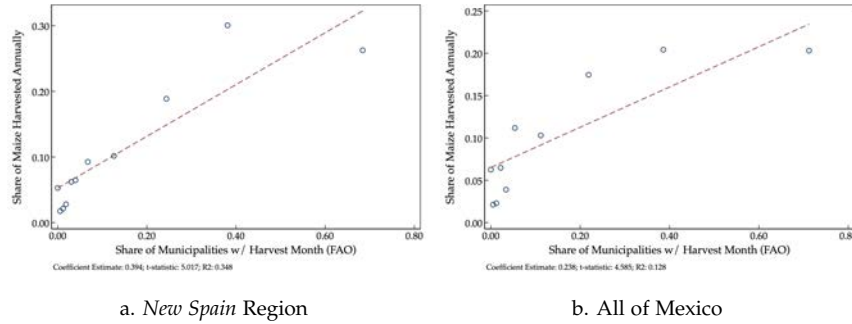 Share of Maize Harvested Annually
0.30
0.20
0.10
0.00
0.00 0.20 0.40 0.60 0.80
Share of Municipalities w/ Harvest Month (FAO)
Coefficient Estimate: 0.394; t-statistic: 5.017; R2: 0.348
a. New Spain Region
Share of Maize Harvested Annually
0.25
0.20
0.15
0.10
0.05
0.00
0.00 0.20 0.40 0.60 0.80
Share of Municipalities w/ Harvest Month (FAO)
Coefficient Estimate: 0.238; t-statistic: 4.585; R2: 0.128
b. All of Mexico